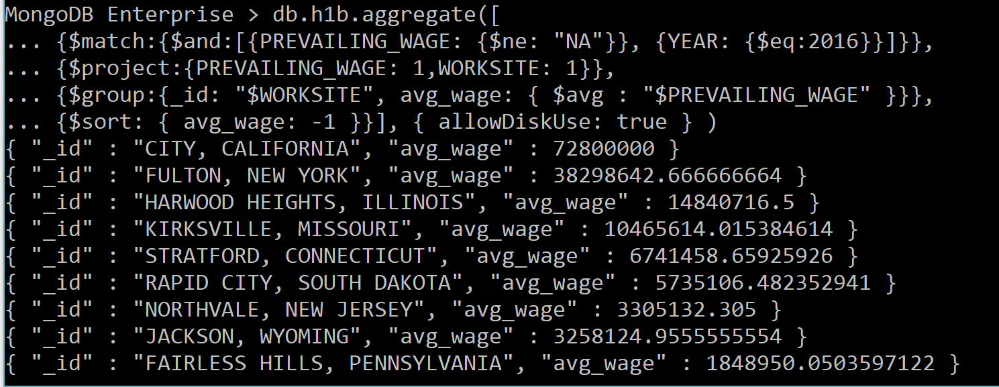 MongoDB Enterprise > db.h1b.aggregate([
... {$match:{$and:[{PREVAILING_WAGE: {$ne: "NA"}}, {YEAR: {$eq:2016}}]}},
... {$project:{PREVAILING_WAGE: 1,WORKSITE: 1}},
... {$group:{_id: "$WORKSITE", avg_wage: { $avg : "$PREVAILING_WAGE" }}},
... {$sort: { avg_wage: -1 }}], { allowDiskUse: true } )
{ "_id" : "CITY, CALIFORNIA", "avg_wage" : 72800000 }
{ "_id" : "FULTON, NEW YORK", "avg_wage" : 38298642.666666664 }
{ "_id" : "HARWOOD HEIGHTS, ILLINOIS", "avg_wage" : 14840716.5 }
{ "_id" : "KIRKSVILLE, MISSOURI", "avg_wage" : 10465614.015384614 }
{ "_id" : "STRATFORD, CONNECTICUT", "avg_wage" : 6741458.65925926 }
{ "_id" : "RAPID CITY, SOUTH DAKOTA", "avg_wage" : 5735106.482352941 }
{ "_id" : "NORTHVALE, NEW JERSEY", "avg_wage" : 3305132.305 }
{ "_id" : "JACKSON, WYOMING", "avg_wage" : 3258124.9555555554 }
{ "_id" : "FAIRLESS HILLS, PENNSYLVANIA", "avg_wage" : 1848950.0503597122 }